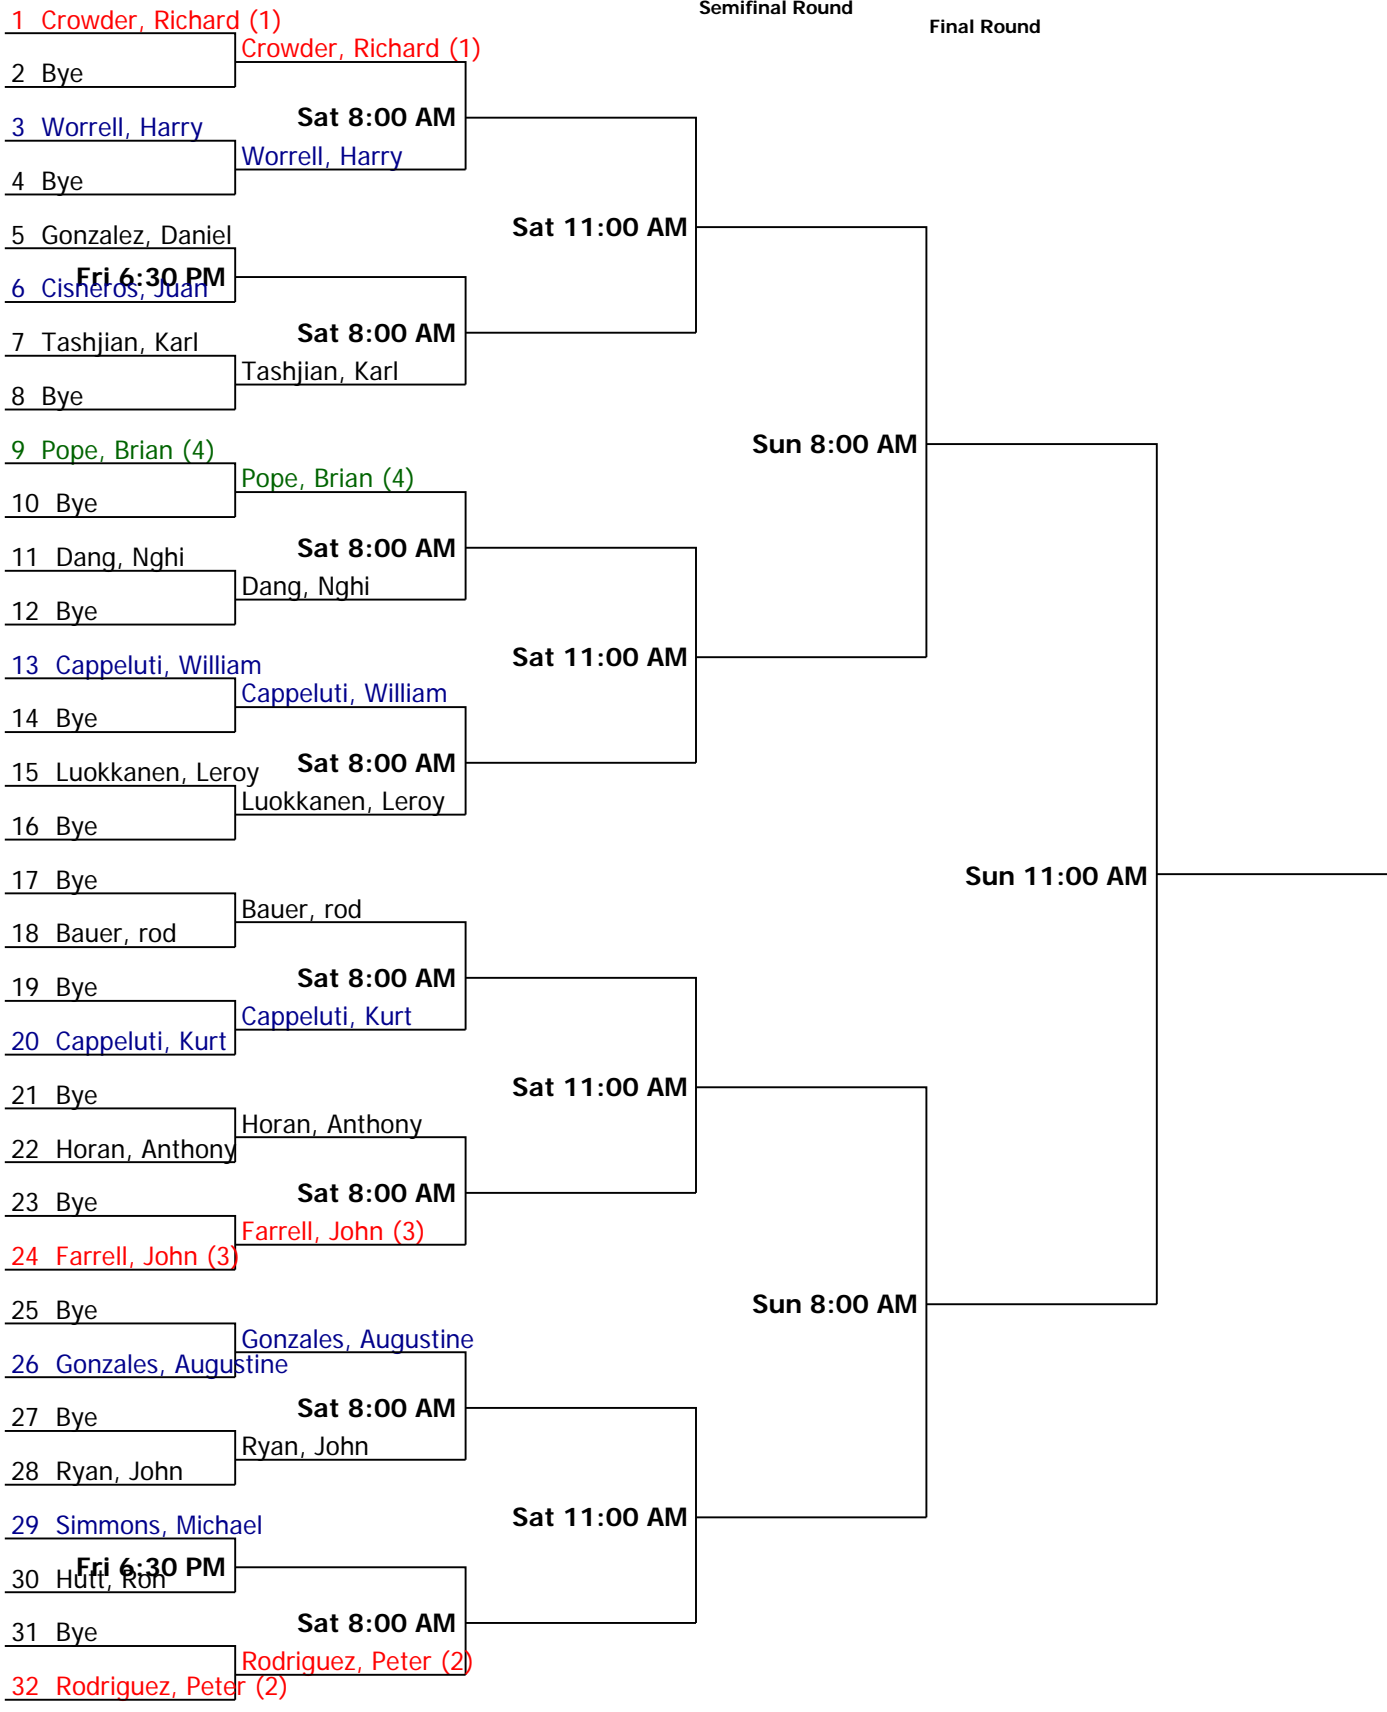 Semifinal Round
Final Round
1 Crowder, Richard (1)
Crowder, Richard (1)
2 Bye
Sat 8:00 AM
3 Worrell, Harry
Worrell, Harry
4 Bye
Sat 11:00 AM
5 Gonzalez, Daniel
Fri 6:30 PM
6 Cisneros, Juan
Sat 8:00 AM
7 Tashjian, Karl
Tashjian, Karl
8 Bye
Sun 8:00 AM
9 Pope, Brian (4)
Pope, Brian (4)
10 Bye
Sat 8:00 AM
11 Dang, Nghi
Dang, Nghi
12 Bye
Sat 11:00 AM
13 Cappeluti, William
Cappeluti, William
14 Bye
Sat 8:00 AM
15 Luokkanen, Leroy
Luokkanen, Leroy
16 Bye
Sun 11:00 AM
17 Bye
Bauer, rod
18 Bauer, rod
Sat 8:00 AM
19 Bye
Cappeluti, Kurt
20 Cappeluti, Kurt
Sat 11:00 AM
21 Bye
Horan, Anthony
22 Horan, Anthony
Sat 8:00 AM
23 Bye
Farrell, John (3)
24 Farrell, John (3)
Sun 8:00 AM
25 Bye
Gonzales, Augustine
26 Gonzales, Augustine
Sat 8:00 AM
27 Bye
Ryan, John
28 Ryan, John
Sat 11:00 AM
29 Simmons, Michael
Fri 6:30 PM
30 Hutt, Ron
Sat 8:00 AM
31 Bye
Rodriguez, Peter (2)
32 Rodriguez, Peter (2)